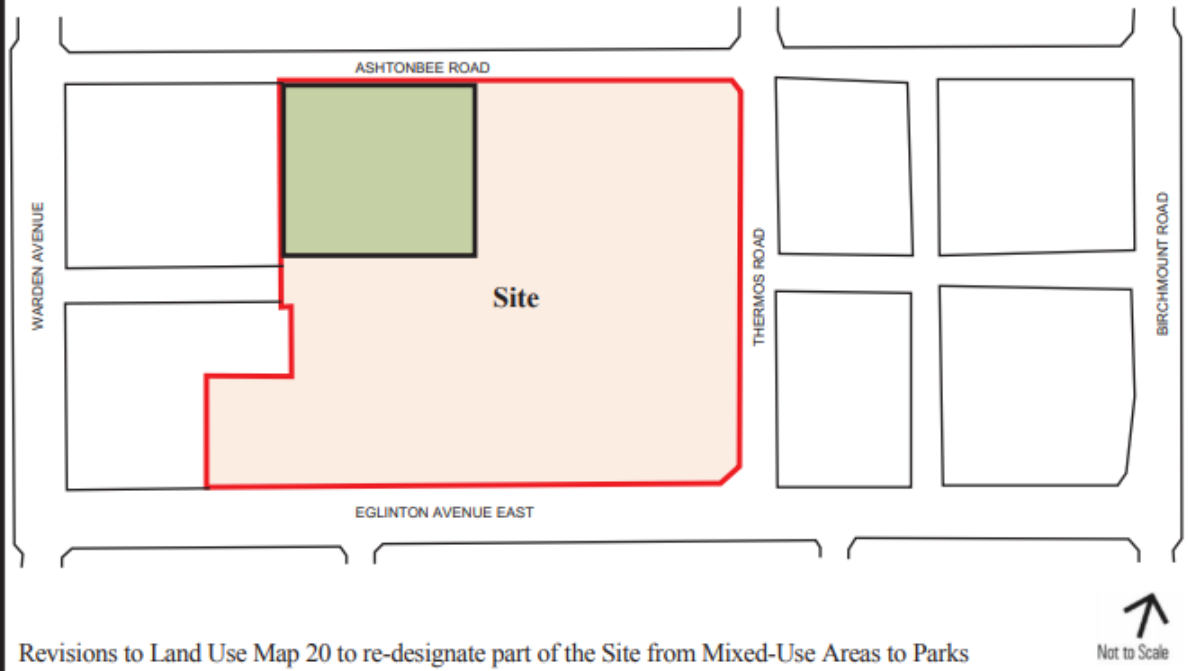 ASHTONBEE ROAD
WARDEN AVENUE
Site
THERMOS ROAD
BIRCHMOUNT ROAD
EGLINTON AVENUE EAST
Not to Scale
Revisions to Land Use Map 20 to re-designate part of the Site from Mixed-Use Areas to Parks